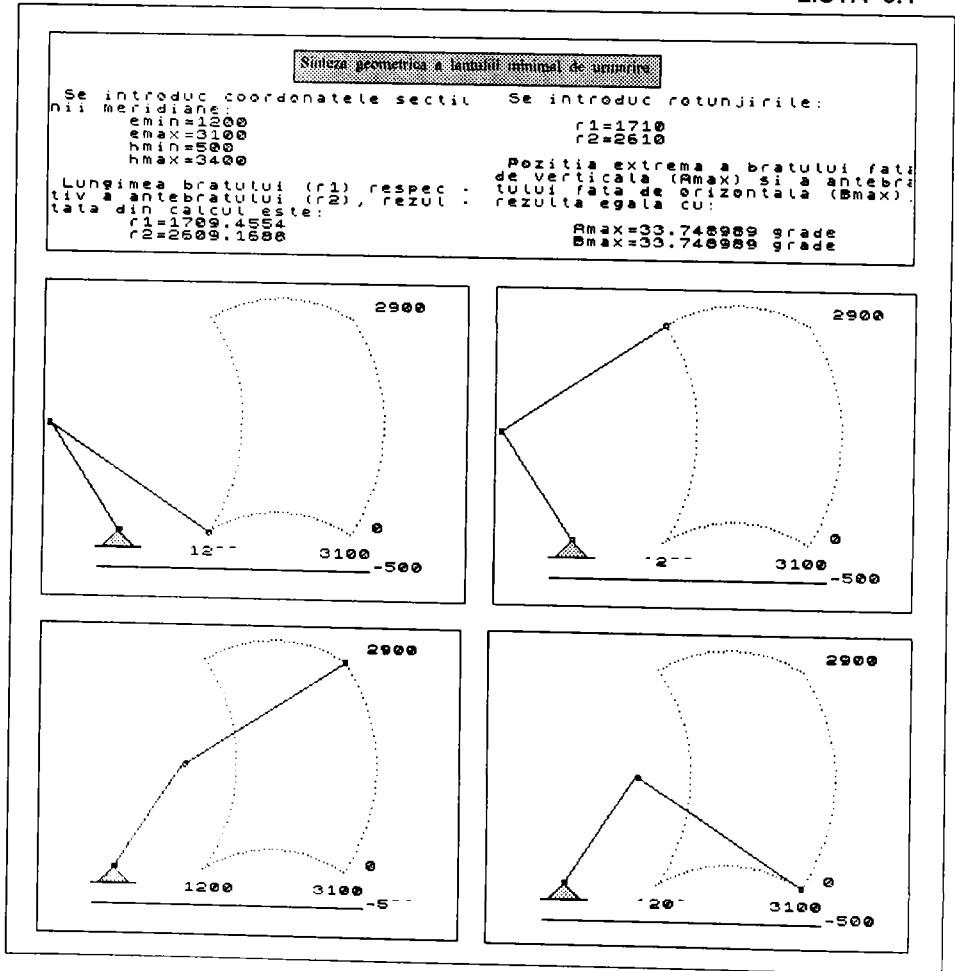 Sinteza geometrica a lantului minimal de urmarire
Se introduc coordonatele sectiu
nii meridiane:
emin=1200
emax=3100
hmin=500
hmax=3400
Lungimea bratului (r1) respec -
tiv a antebratului (r2), rezul -
tata din calcul este:
r1=1709.4554
r2=2609.1680
Se introduc rotunjirile:
r1=1710
r2=2610
Pozitia extrema a bratului fata
de verticala (Amax) si a antebra
tului fata de orizontala (Bmax).
rezulta egala cu:
Amax=33.748989 grade
Bmax=33.748989 grade
2900
0
3100
-500
2900
0
3100
-500
2900
0
1200
3100
2900
0
3100
-500